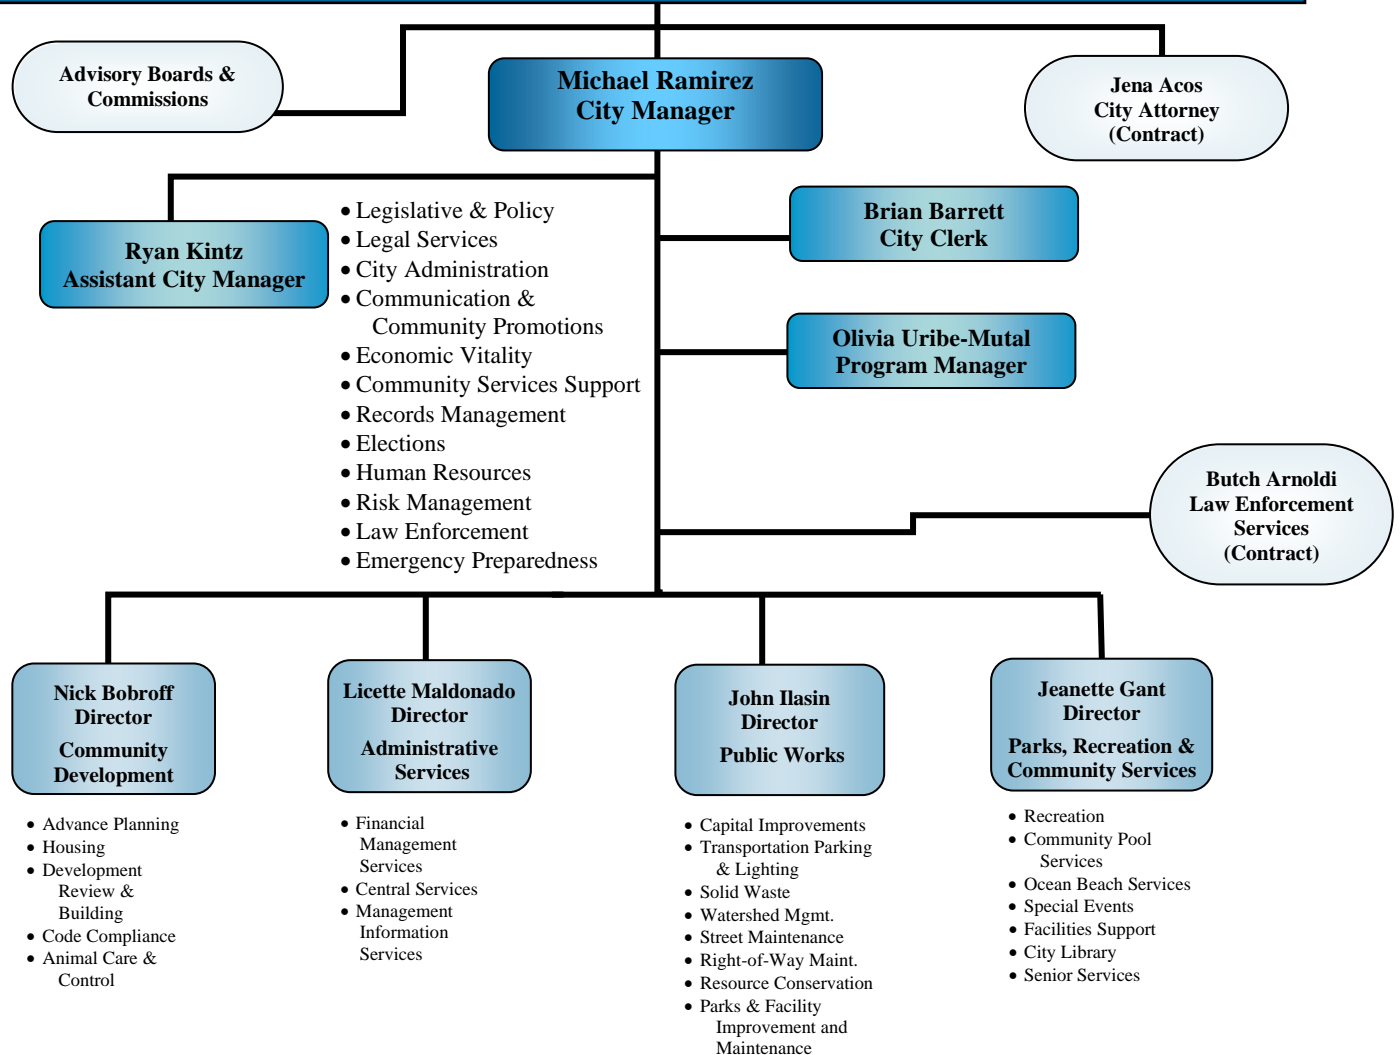 Advisory Boards &
Commissions
Michael Ramirez
City Manager
Jena Acos
City Attorney
(Contract)
Ryan Kintz
Assistant City Manager
• Legislative & Policy
• Legal Services
• City Administration
• Communication &
Community Promotions
• Economic Vitality
• Community Services Support
• Records Management
• Elections
• Human Resources
• Risk Management
• Law Enforcement
• Emergency Preparedness
Brian Barrett
City Clerk
Olivia Uribe-Mutal
Program Manager
Butch Arnoldi
Law Enforcement
Services
(Contract)
Nick Bobroff
Director
Community
Development
• Advance Planning
• Housing
• Development
Review &
Building
• Code Compliance
• Animal Care &
Control
Licette Maldonado
Director
Administrative
Services
• Financial
Management
Services
• Central Services
• Management
Information
Services
John Ilasin
Director
Public Works
• Capital Improvements
• Transportation Parking
& Lighting
• Solid Waste
• Watershed Mgmt.
• Street Maintenance
• Right-of-Way Maint.
• Resource Conservation
• Parks & Facility
Improvement and
Maintenance
Jeanette Gant
Director
Parks, Recreation &
Community Services
• Recreation
• Community Pool
Services
• Ocean Beach Services
• Special Events
• Facilities Support
• City Library
• Senior Services